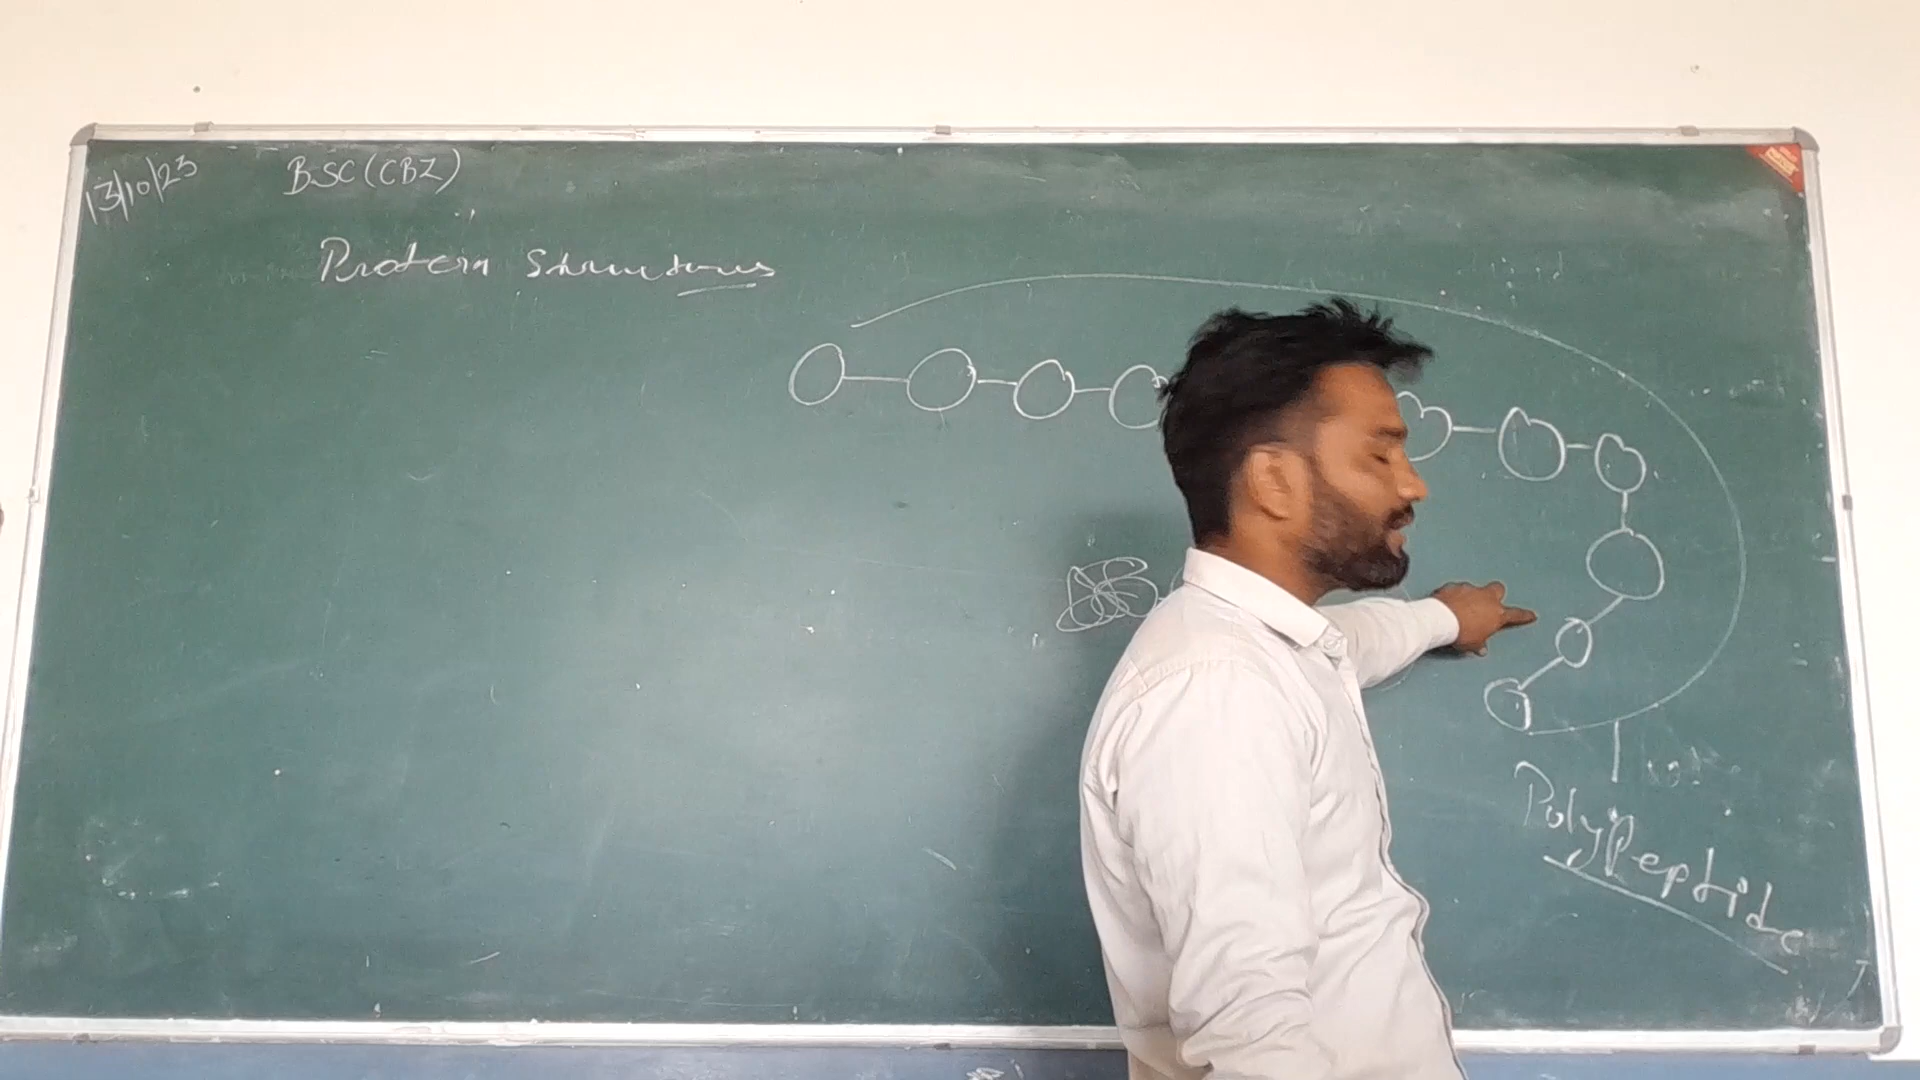 13/10/23
BSC (CBZ)
Protein Structures
Polypeptide